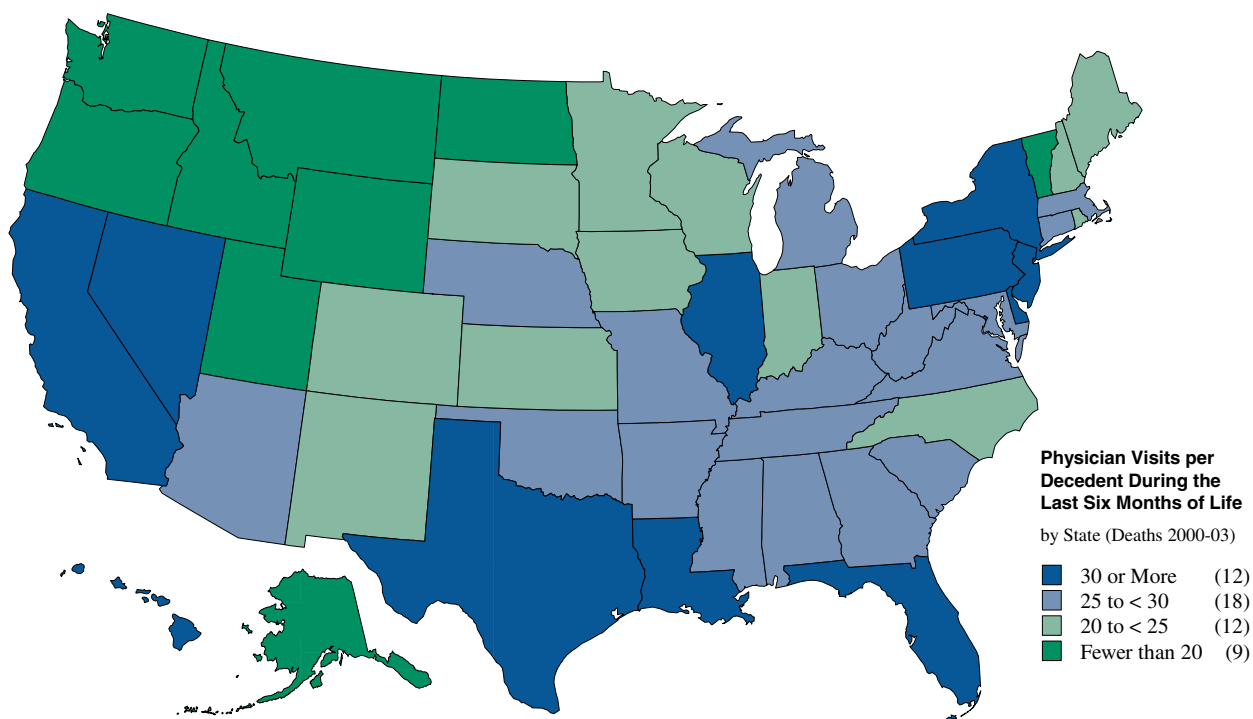 Physician Visits per
Decedent During the
Last Six Months of Life
by State (Deaths 2000-03)
30 or More (12)
25 to < 30 (18)
20 to < 25 (12)
Fewer than 20 (9)